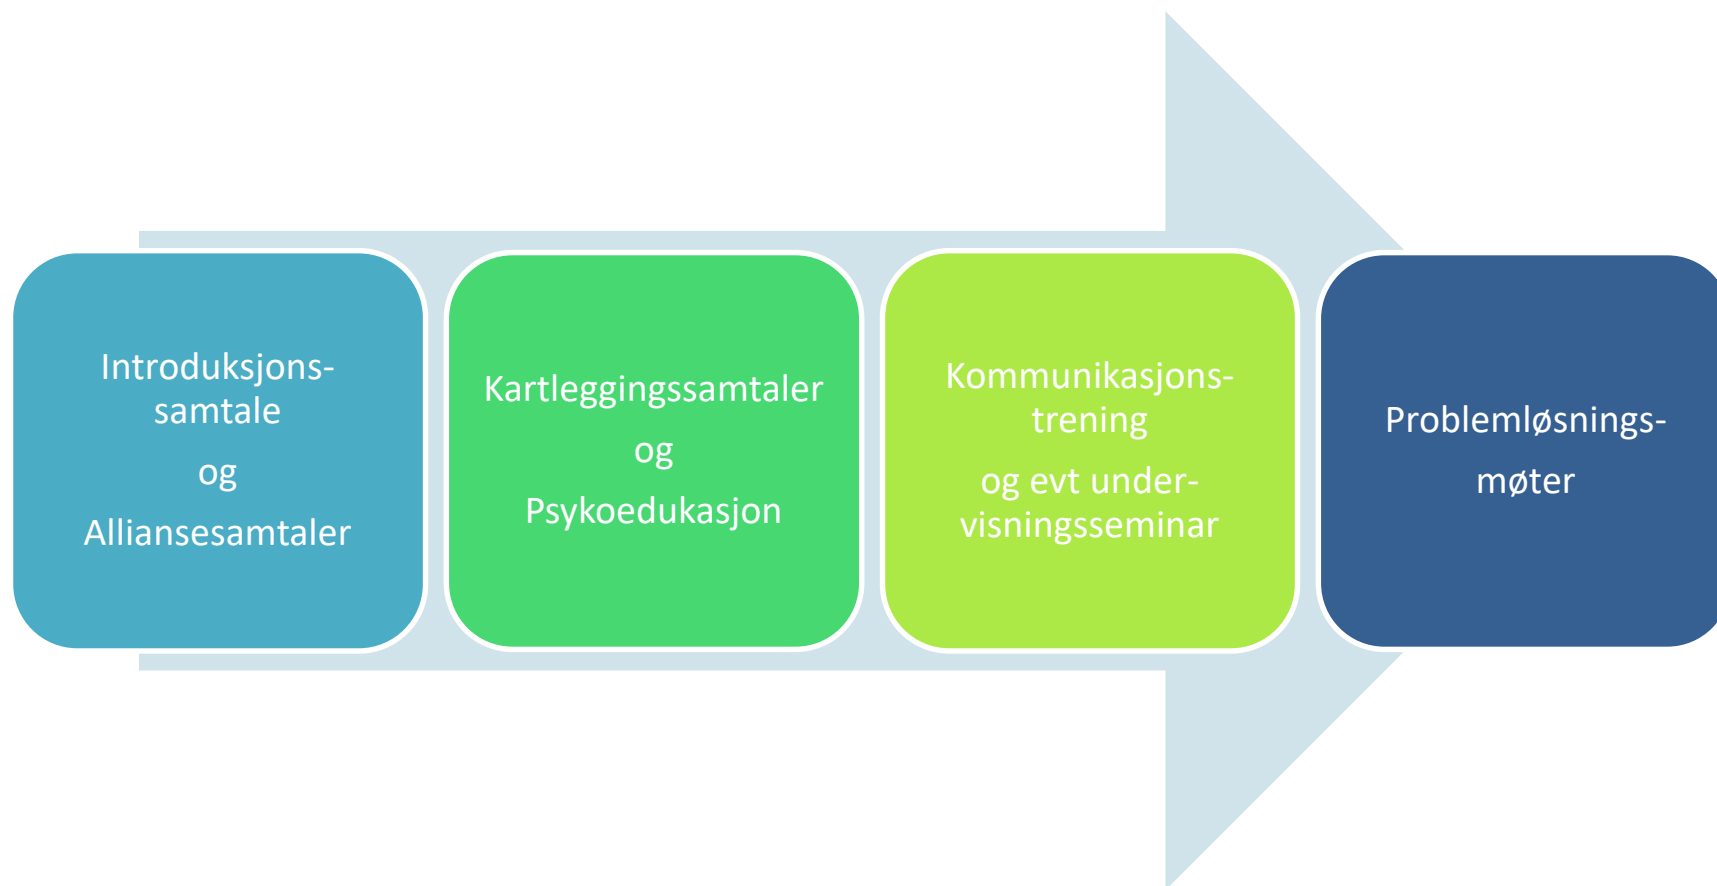 Introduksjons-
samtale
og
Alliansesamtaler
Kartleggingssamtaler
og
Psykoedukasjon
Kommunikasjons-
trening
og evt under-
visningsseminar
Problemløsnings-
møter